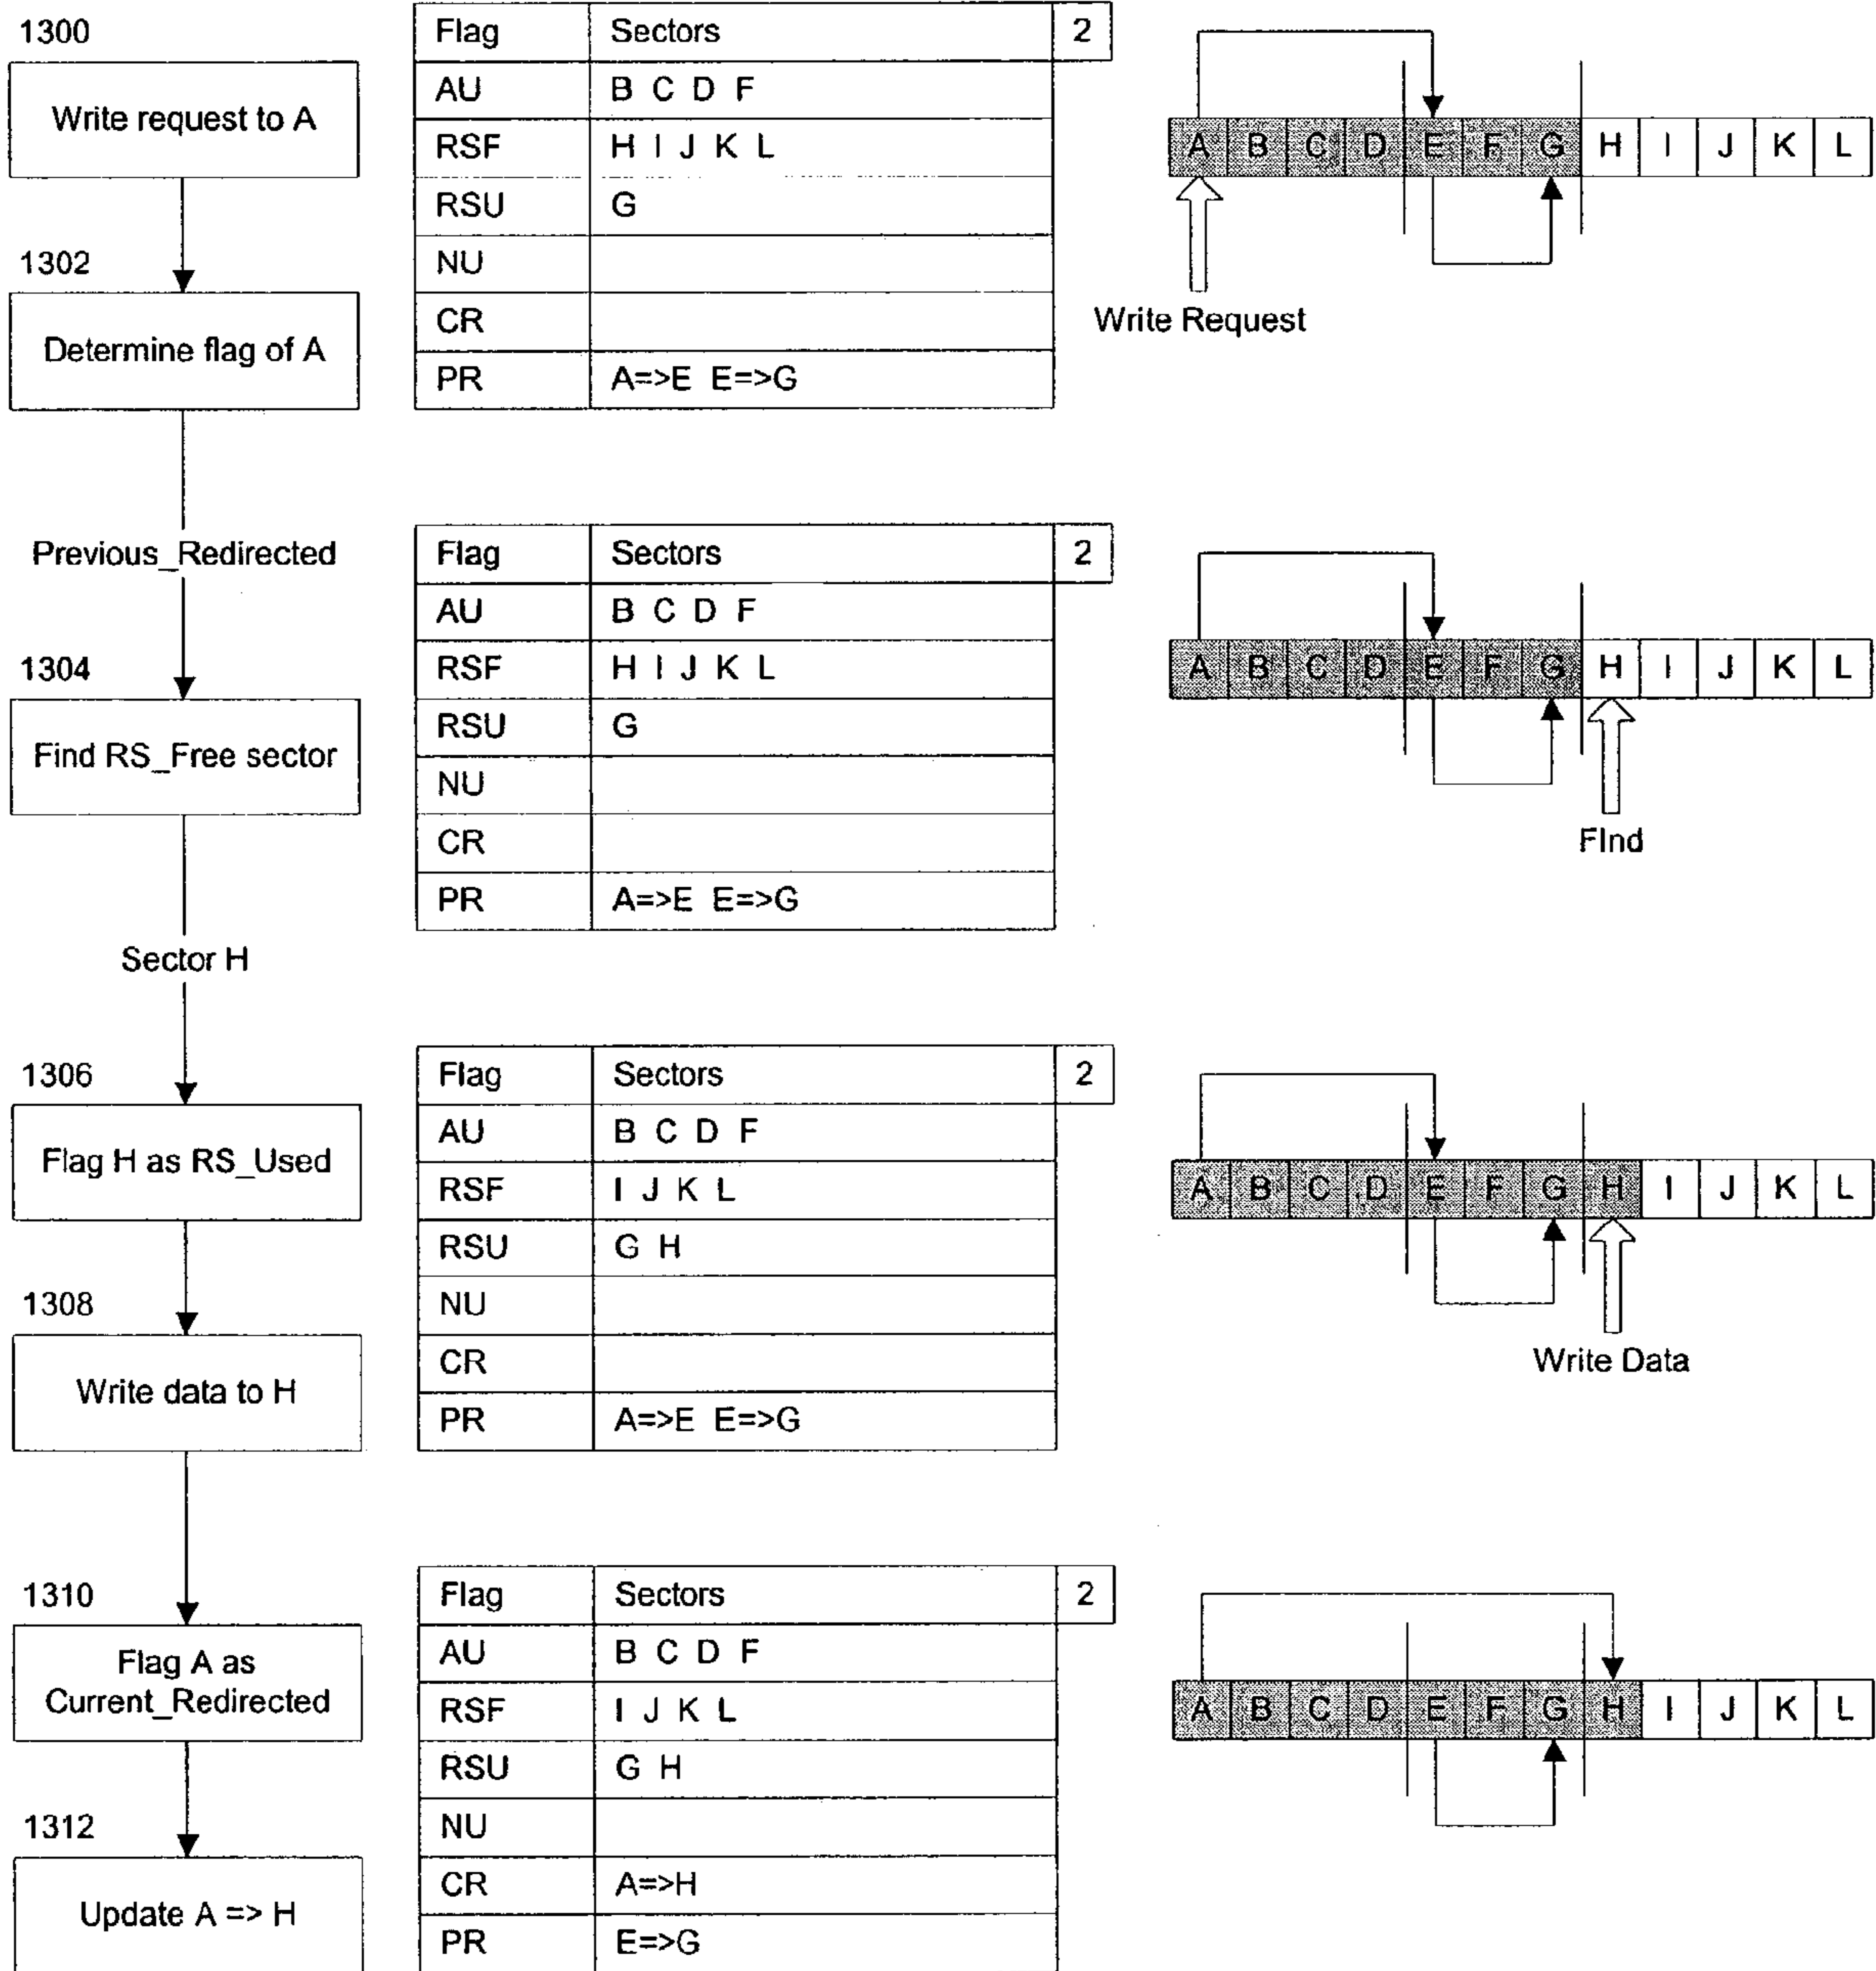 1300
Write request to A
1302
Determine flag of A
Previous_Redirected
1304
Find RS_Free sector
Sector H
1306
Flag H as RS_Used
1308
Write data to H
1310
Flag A as
Current_Redirected
1312
Update A => H
Flag Sectors 2
AU B C D F
RSF H I J K L
RSU G
NU
CR
PR A=>E E=>G
A B C D E F G H I J K L
Write Request
Flag Sectors 2
AU B C D F
RSF H I J K L
RSU G
NU
CR
PR A=>E E=>G
A B C D E F G H I J K L
FInd
Flag Sectors 2
AU B C D F
RSF I J K L
RSU G H
NU
CR
PR A=>E E=>G
A B C D E F G H I J K L
Write Data
Flag Sectors 2
AU B C D F
RSF I J K L
RSU G H
NU
CR A=>H
PR E=>G
A B C D E F G H I J K L